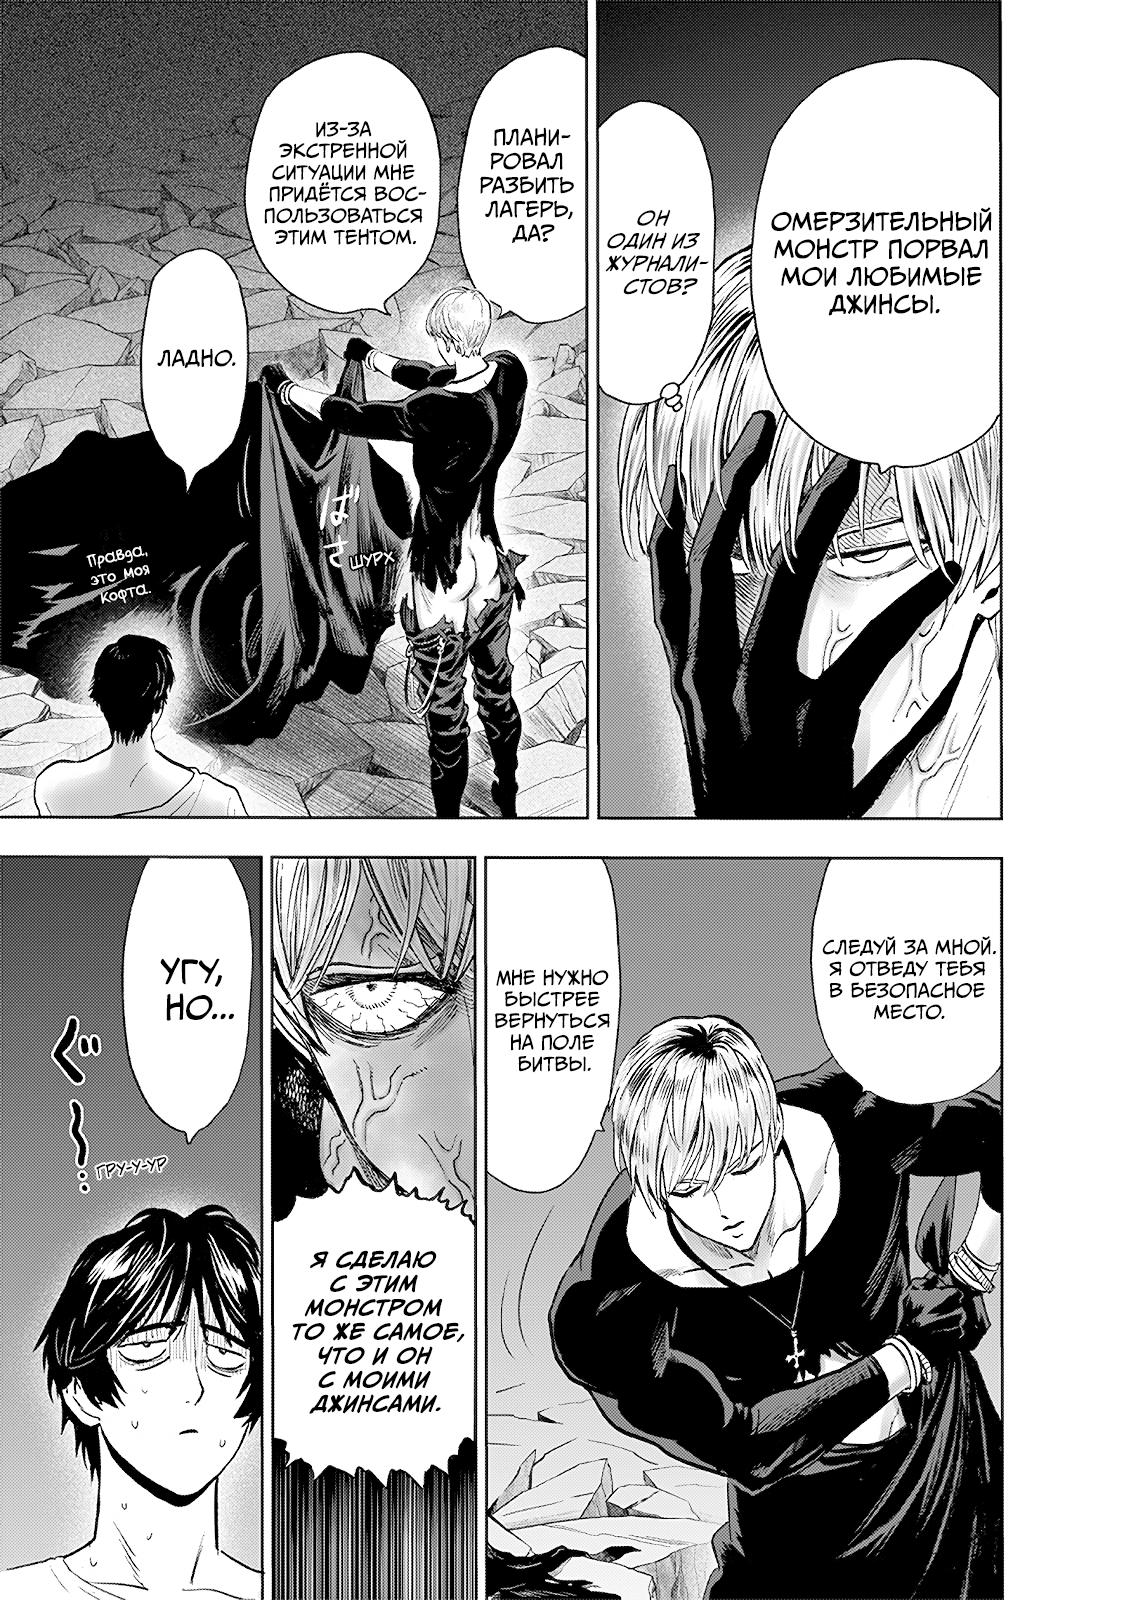 ОМЕРЗИТЕЛЬНЫЙ
МОНСТР ПОРВАЛ
МОИ ЛЮБИМЫЕ
ДЖИНСЫ.
ОН
ОДИН ИЗ
ЖУРНАЛИ-
СТОВ?
ПЛАНИ-
РОВАЛ
РАЗБИТЬ
ЛАГЕРЬ,
ДА?
ИЗ-ЗА
ЭКСТРЕННОЙ
СИТУАЦИИ МНЕ
ПРИДЁТСЯ ВОС-
ПОЛЬЗОВАТЬСЯ
ЭТИМ ТЕНТОМ.
ЛАДНО.
ばさ
ШУРХ
Правда,
это моя
кофта.
СЛЕДУЙ ЗА МНОЙ.
Я ОТВЕДУ ТЕБЯ
В БЕЗОПАСНОЕ
МЕСТО.
МНЕ НУЖНО
БЫСТРЕЕ
ВЕРНУТЬСЯ
НА ПОЛЕ
БИТВЫ.
Я СДЕЛАЮ
С ЭТИМ
МОНСТРОМ
ТО ЖЕ САМОЕ,
ЧТО И ОН
С МОИМИ
ДЖИНСАМИ.
УГУ,
НО...
ぐ〜…
ГРУ-У-УР